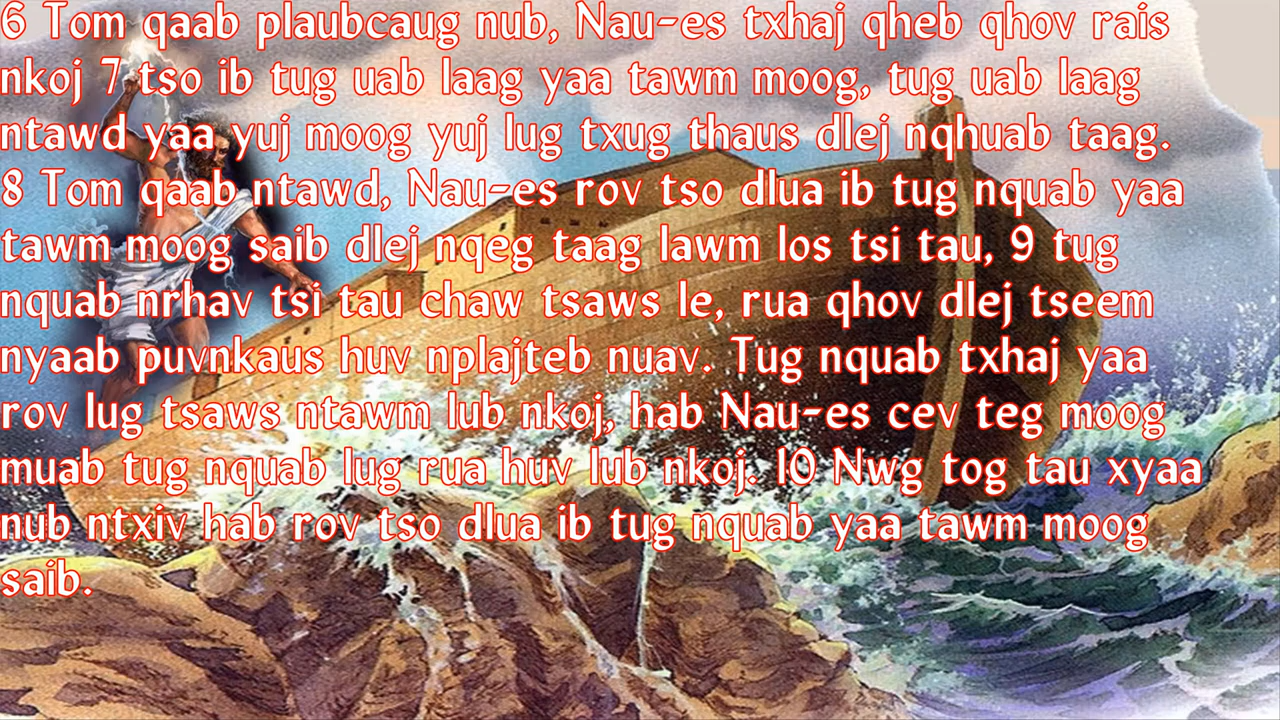 6 Tom qaab plaubcaug nub, Nau-es txhaj qheb qhov rais
nkoj 7 tso ib tug uab laag yaa tawm moog, tug uab laag
ntawd yaa yuj moog yuj lug txug thaus dlej nqhuab taag.
8 Tom qaab ntawd, Nau-es rov tso dlua ib tug nquab yaa
tawm moog saib dlej nqeg taag lawm los tsi tau, 9 tug
nquab nrhav tsi tau chaw tsaws le, rua qhov dlej tseem
nyaab puvnkaus huv nplajteb nuav. Tug nquab txhaj yaa
rov lug tsaws ntawm lub nkoj, hab Nau-es cev teg moog
muab tug nquab lug rua huv lub nkoj. 10 Nwg tog tau xyaa
nub ntxiv hab rov tso dlua ib tug nquab yaa tawm moog
saib.